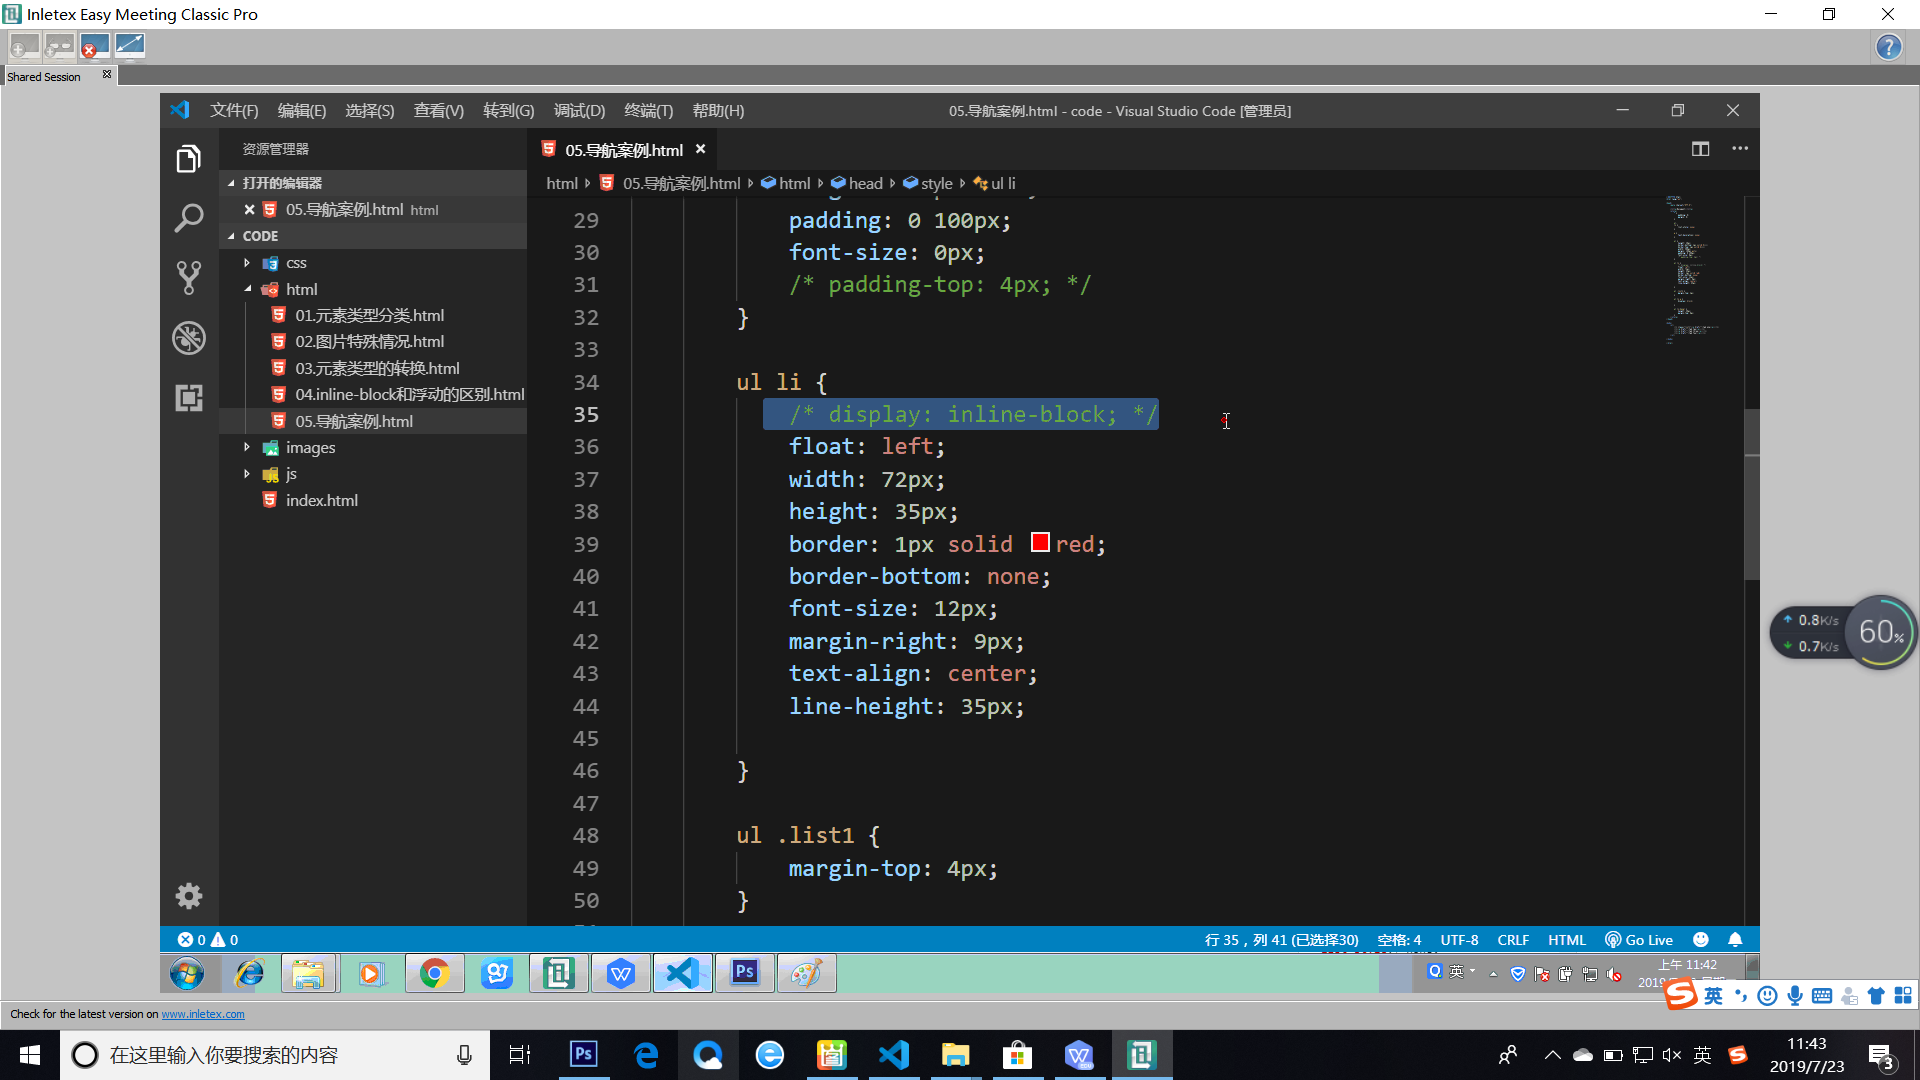 Inletex Easy Meeting Classic Pro
Shared Session
文件(F) 编辑(E) 选择(S) 查看(V) 转到(G) 调试(D) 终端(T) 帮助(H)
05.导航案例.html - code - Visual Studio Code [管理员]
资源管理器
05.导航案例.html
打开的编辑器
html 05.导航案例.html html head style ul li
05.导航案例.html html
CODE
css
html
01.元素类型分类.html
02.图片特殊情况.html
03.元素类型的转换.html
04.inline-block和浮动的区别.html
05.导航案例.html
images
js
index.html
29 padding: 0 100px;
30 font-size: 0px;
31 /* padding-top: 4px; */
32 }
33
34 ul li {
35 /* display: inline-block; */
36 float: left;
37 width: 72px;
38 height: 35px;
39 border: 1px solid red;
40 border-bottom: none;
41 font-size: 12px;
42 margin-right: 9px;
43 text-align: center;
44 line-height: 35px;
45
46 }
47
48 ul .list1 {
49 margin-top: 4px;
50 }
0.8K/s
0.7K/s
60%
0 0
行 35，列 41 (已选择30) 空格: 4 UTF-8 CRLF HTML Go Live
英
上午 11:42
英
Check for the latest version on www.inletex.com
在这里输入你要搜索的内容
英
11:43
2019/7/23
3